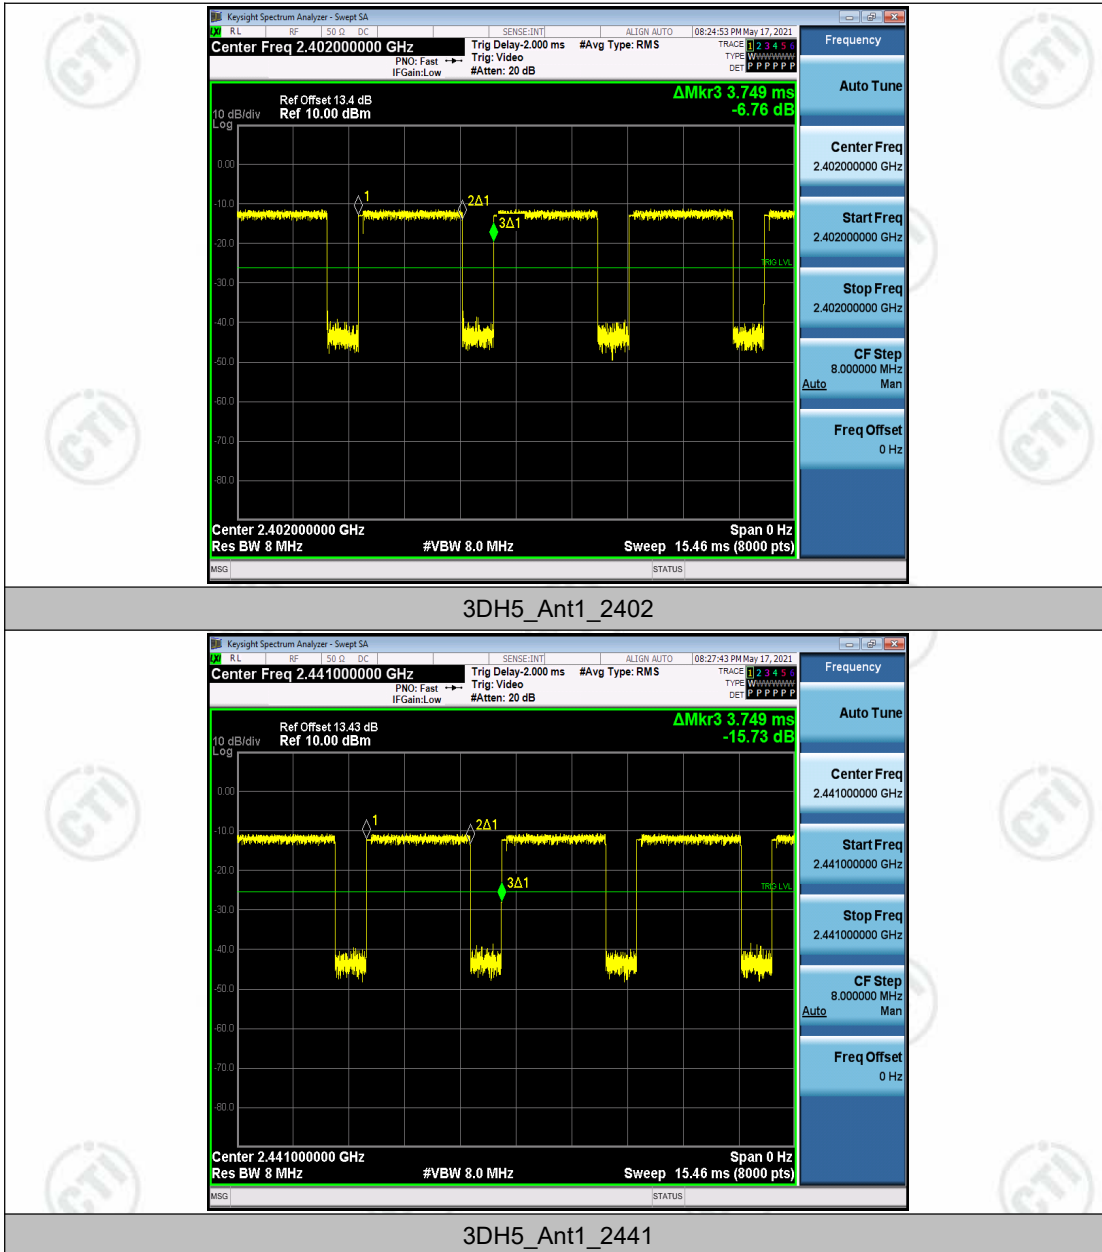 Keysight Spectrum Analyzer - Swept SA
LXI RL RF 50 Ω DC SENSE:INT ALIGN AUTO 08:24:53 PM May 17, 2021
Center Freq 2.402000000 GHz
PNO: Fast
IFGain:Low
Trig Delay-2.000 ms
Trig: Video
#Atten: 20 dB
#Avg Type: RMS
TRACE 1 2 3 4 5 6
TYPE W
DET P P P P P P
Ref Offset 13.4 dB
10 dB/div Ref 10.00 dBm
Log
ΔMkr3 3.749 ms
-6.76 dB
0.00
-10.0
-20.0
-30.0
-40.0
-50.0
-60.0
-70.0
-80.0
1
2Δ1
3Δ1
TRIG LVL
Center 2.402000000 GHz Span 0 Hz
Res BW 8 MHz #VBW 8.0 MHz Sweep 15.46 ms (8000 pts)
MSG STATUS
Frequency
Auto Tune
Center Freq
2.402000000 GHz
Start Freq
2.402000000 GHz
Stop Freq
2.402000000 GHz
CF Step
8.000000 MHz
Auto Man
Freq Offset
0 Hz
3DH5_Ant1_2402
Keysight Spectrum Analyzer - Swept SA
LXI RL RF 50 Ω DC SENSE:INT ALIGN AUTO 08:27:43 PM May 17, 2021
Center Freq 2.441000000 GHz
PNO: Fast
IFGain:Low
Trig Delay-2.000 ms
Trig: Video
#Atten: 20 dB
#Avg Type: RMS
TRACE 1 2 3 4 5 6
TYPE W
DET P P P P P P
Ref Offset 13.43 dB
10 dB/div Ref 10.00 dBm
Log
ΔMkr3 3.749 ms
-15.73 dB
0.00
-10.0
-20.0
-30.0
-40.0
-50.0
-60.0
-70.0
-80.0
1
2Δ1
3Δ1
TRIG LVL
Center 2.441000000 GHz Span 0 Hz
Res BW 8 MHz #VBW 8.0 MHz Sweep 15.46 ms (8000 pts)
MSG STATUS
Frequency
Auto Tune
Center Freq
2.441000000 GHz
Start Freq
2.441000000 GHz
Stop Freq
2.441000000 GHz
CF Step
8.000000 MHz
Auto Man
Freq Offset
0 Hz
3DH5_Ant1_2441
CTI
CTI
CTI
CTI
CTI
CTI
CTI
CTI